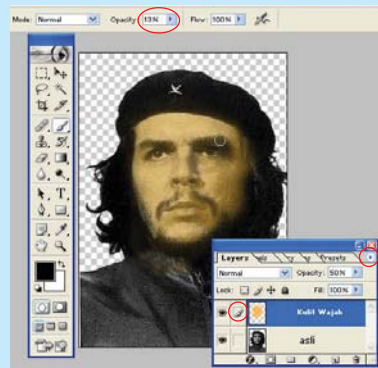 Mode: Normal Opacity: 13% Flow: 100%
Layers
Normal Opacity: 50%
Lock: Fill: 100%
Kulit Wajah
asli